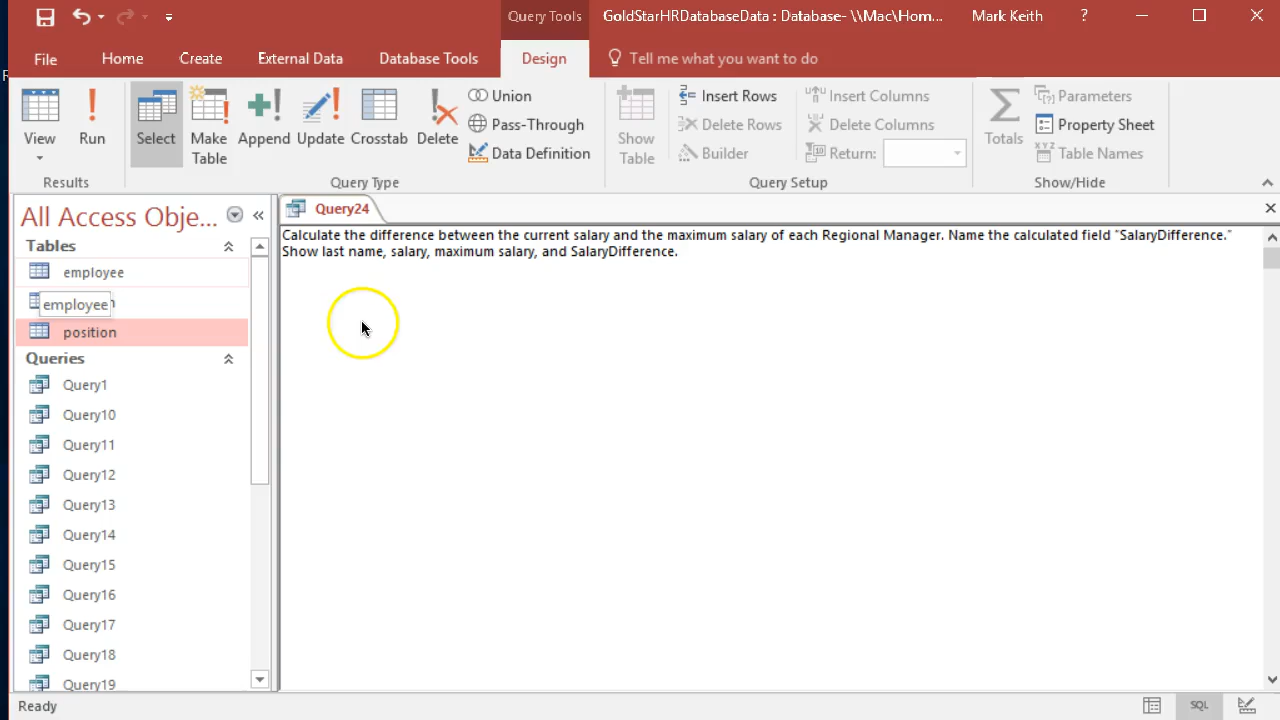 Query Tools
GoldStarHRDatabaseData : Database- \\Mac\Hom...
Mark Keith
?
File
Home
Create
External Data
Database Tools
Design
Tell me what you want to do
View
Run
Select
Make Table
Append
Update
Crosstab
Delete
Union
Pass-Through
Data Definition
Show Table
Insert Rows
Delete Rows
Builder
Insert Columns
Delete Columns
Return:
Totals
Parameters
Property Sheet
Table Names
Results
Query Type
Query Setup
Show/Hide
All Access Obje...
Query24
Calculate the difference between the current salary and the maximum salary of each Regional Manager. Name the calculated field "SalaryDifference."
Show last name, salary, maximum salary, and SalaryDifference.
Tables
employee
employee
position
Queries
Query1
Query10
Query11
Query12
Query13
Query14
Query15
Query16
Query17
Query18
Query19
Ready
SQL